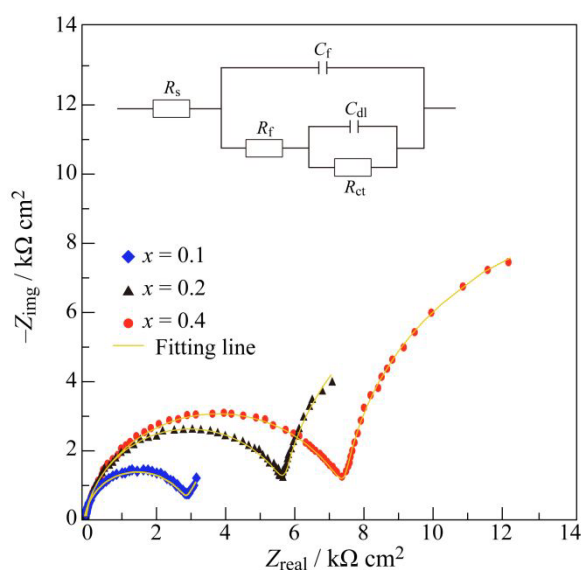 14
12
10
8
6
4
2
0
−Z_img / kΩ cm²
C_f
R_s
C_dl
R_f
R_ct
x = 0.1
x = 0.2
x = 0.4
Fitting line
0 2 4 6 8 10 12 14
Z_real / kΩ cm²